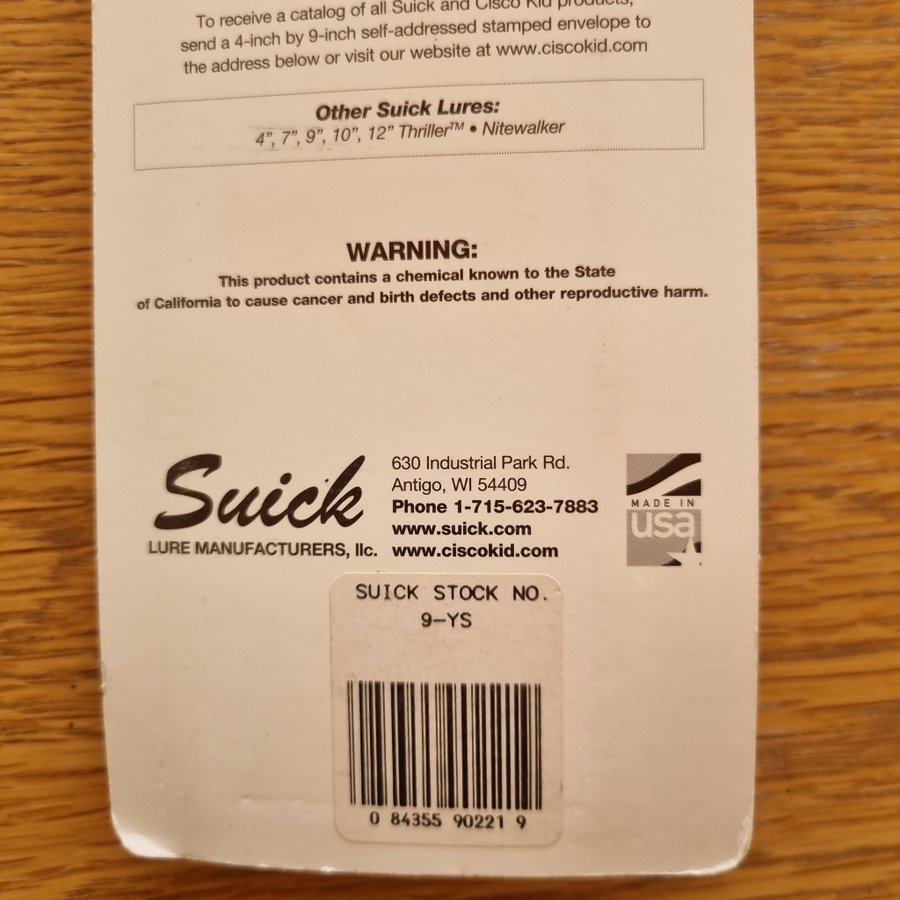 To receive a catalog of all Suick and Cisco Kid products,
send a 4-inch by 9-inch self-addressed stamped envelope to
the address below or visit our website at www.ciscokid.com
Other Suick Lures:
4”, 7”, 9”, 10”, 12” Thriller™ • Nitewalker
WARNING:
This product contains a chemical known to the State
of California to cause cancer and birth defects and other reproductive harm.
Suick
LURE MANUFACTURERS, llc.
630 Industrial Park Rd.
Antigo, WI 54409
Phone 1-715-623-7883
www.suick.com
www.ciscokid.com
MADE IN
usa
SUICK STOCK NO.
9-YS
0 84355 90221 9